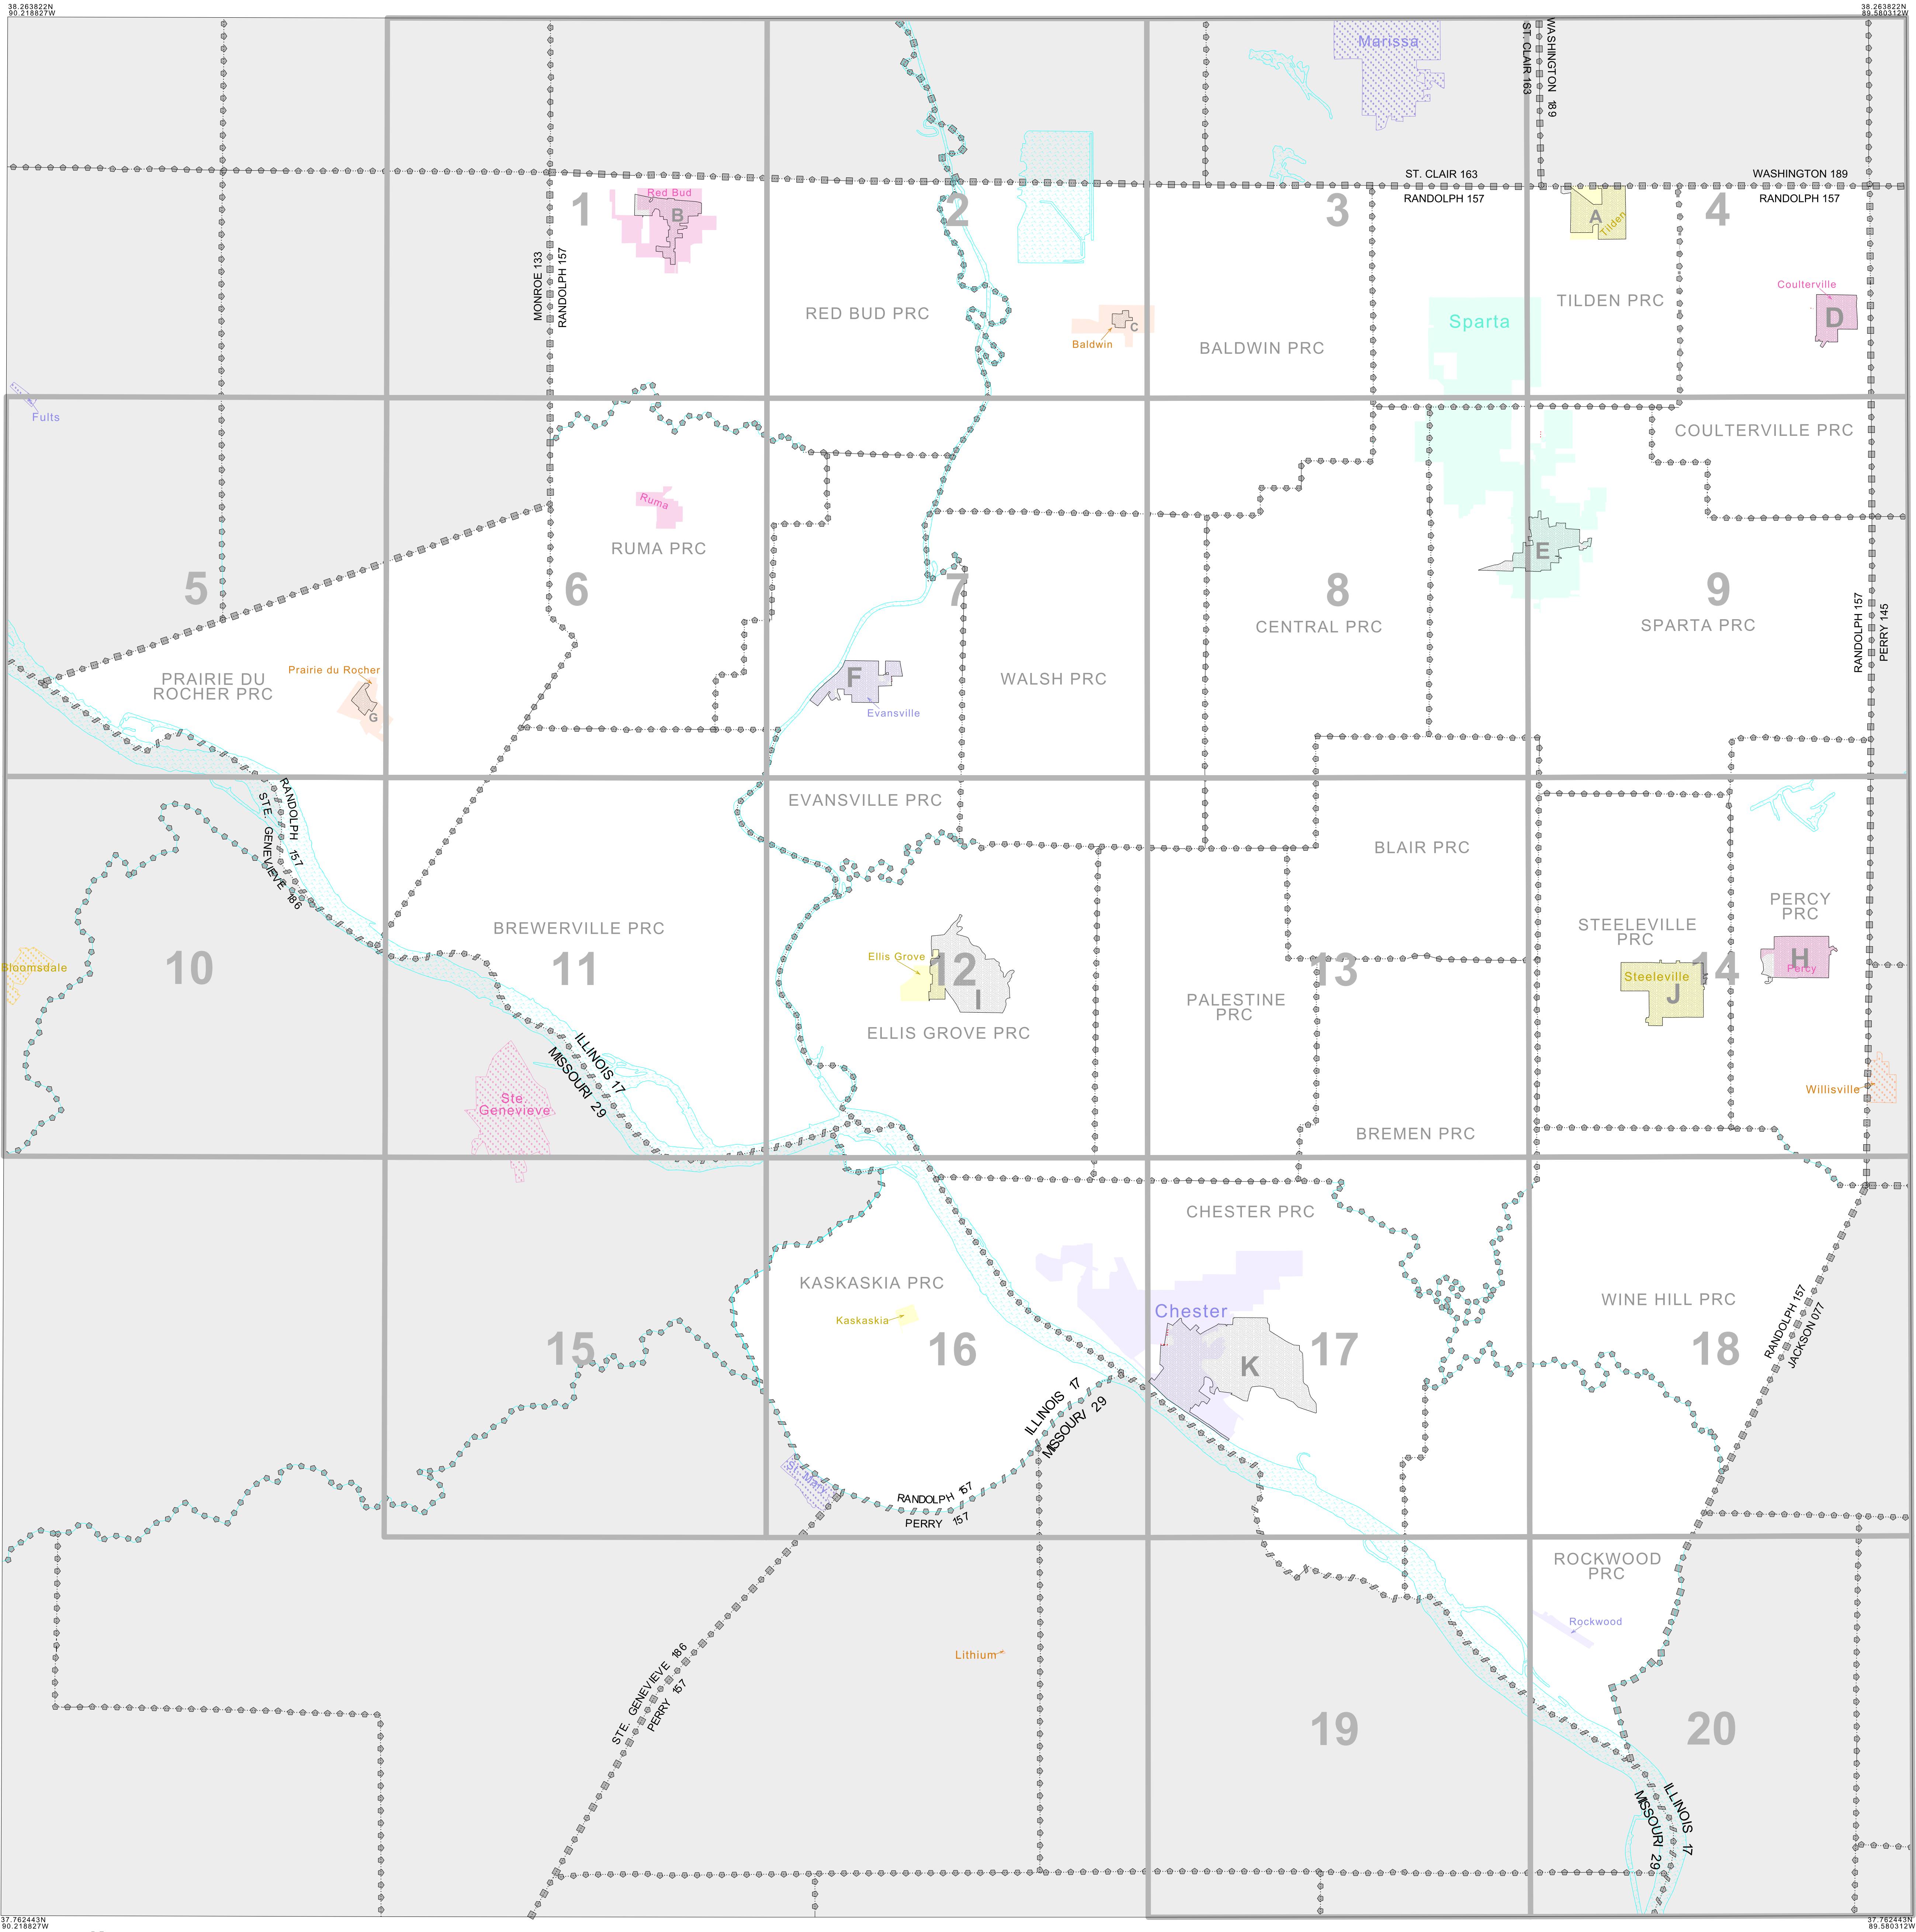 38.263822N
90.218827W
38.263822N
89.580312W
ST. CLAIR 163
WASHINGTON 189
Marissa
ST. CLAIR 163
RANDOLPH 157
WASHINGTON 189
RANDOLPH 157
Red Bud
1
B
2
3
A
Tilden
4
MONROE 133
RANDOLPH 157
RED BUD PRC
TILDEN PRC
Coulterville
D
Sparta
C
Baldwin
BALDWIN PRC
Fults
COULTERVILLE PRC
Ruma
RUMA PRC
E
5
6
7
8
9
CENTRAL PRC
SPARTA PRC
RANDOLPH 157
PERRY 145
Prairie du Rocher
PRAIRIE DU
ROCHER PRC
G
F
WALSH PRC
Evansville
RANDOLPH 157
STE. GENEVIEVE 186
EVANSVILLE PRC
BLAIR PRC
PERCY
PRC
BREWERVILLE PRC
STEELEVILLE
PRC
Ellis Grove
Bloomsdale
10
11
12
I
13
14
Steeleville
J
H
Percy
PALESTINE
PRC
ELLIS GROVE PRC
ILLINOIS 17
MISSOURI 29
Ste.
Genevieve
Willisville
BREMEN PRC
CHESTER PRC
KASKASKIA PRC
Kaskaskia
Chester
WINE HILL PRC
RANDOLPH 157
JACKSON 077
15
16
K
17
18
ILLINOIS 17
MISSOURI 29
St. Mary
RANDOLPH 157
PERRY 157
ROCKWOOD
PRC
Rockwood
Lithium
STE. GENEVIEVE 186
PERRY 157
19
20
ILLINOIS 17
MISSOURI 29
37.762443N
90.218827W
37.762443N
89.580312W